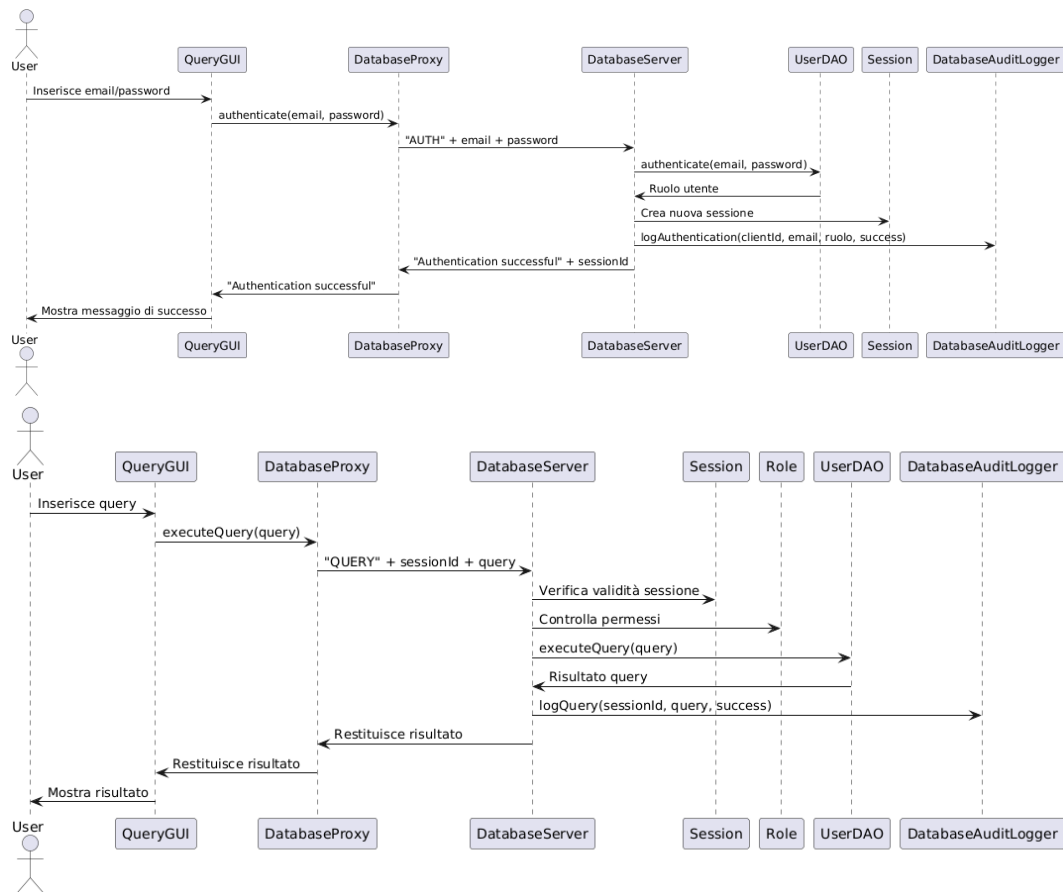 User
QueryGUI
DatabaseProxy
DatabaseServer
UserDAO
Session
DatabaseAuditLogger
Inserisce email/password
authenticate(email, password)
"AUTH" + email + password
authenticate(email, password)
Ruolo utente
Crea nuova sessione
logAuthentication(clientId, email, ruolo, success)
"Authentication successful" + sessionId
"Authentication successful"
Mostra messaggio di successo
User
QueryGUI
DatabaseProxy
DatabaseServer
UserDAO
Session
DatabaseAuditLogger
User
QueryGUI
DatabaseProxy
DatabaseServer
Session
Role
UserDAO
DatabaseAuditLogger
Inserisce query
executeQuery(query)
"QUERY" + sessionId + query
Verifica validità sessione
Controlla permessi
executeQuery(query)
Risultato query
logQuery(sessionId, query, success)
Restituisce risultato
Restituisce risultato
Mostra risultato
User
QueryGUI
DatabaseProxy
DatabaseServer
Session
Role
UserDAO
DatabaseAuditLogger